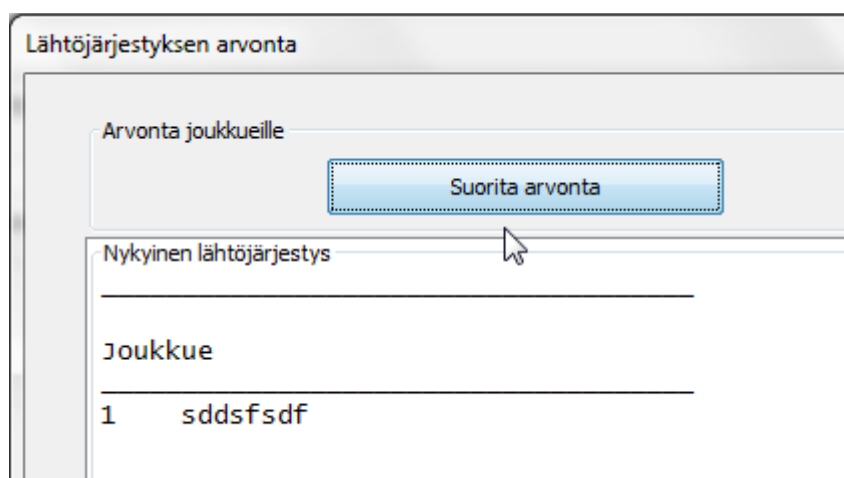 Lähtöjärjestyksen arvonta
Arvonta joukkueille
Suorita arvonta
Nykyinen lähtöjärjestys
Joukkue
1 sddsfsdf